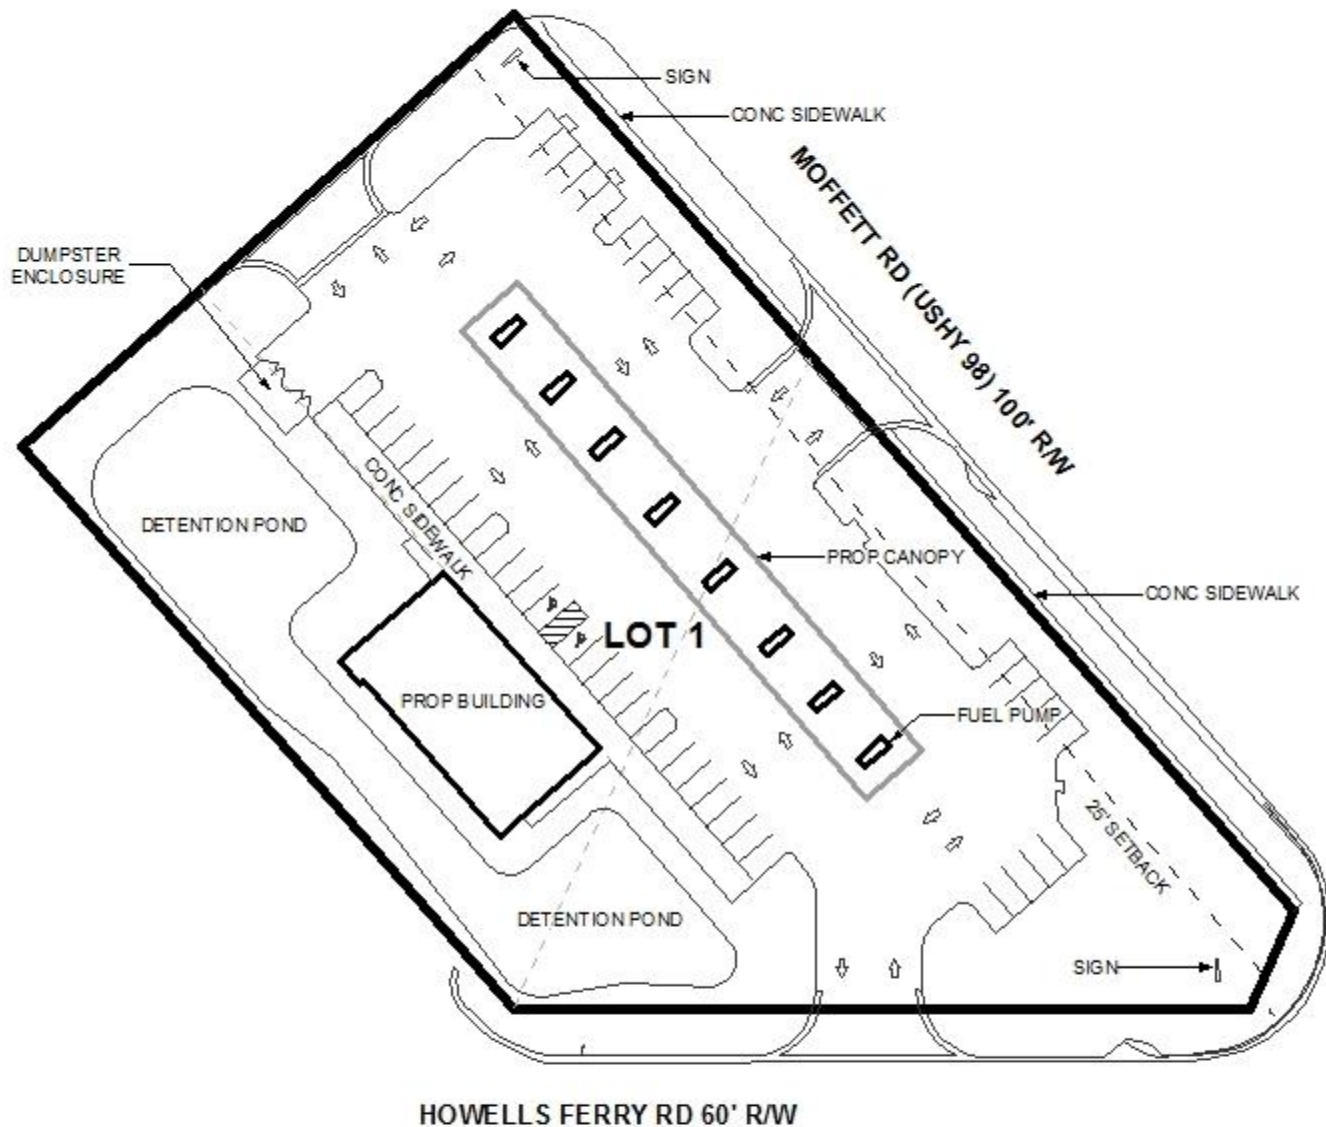 SIGN
CONC SIDEWALK
MOFFETT RD (USHY 98) 100' R/W
DUMPSTER
ENCLOSURE
CONC SIDEWALK
DETENTION POND
PROP CANOPY
CONC SIDEWALK
LOT 1
PROP BUILDING
FUEL PUMP
25' SETBACK
DETENTION POND
SIGN
HOWELLS FERRY RD 60' R/W